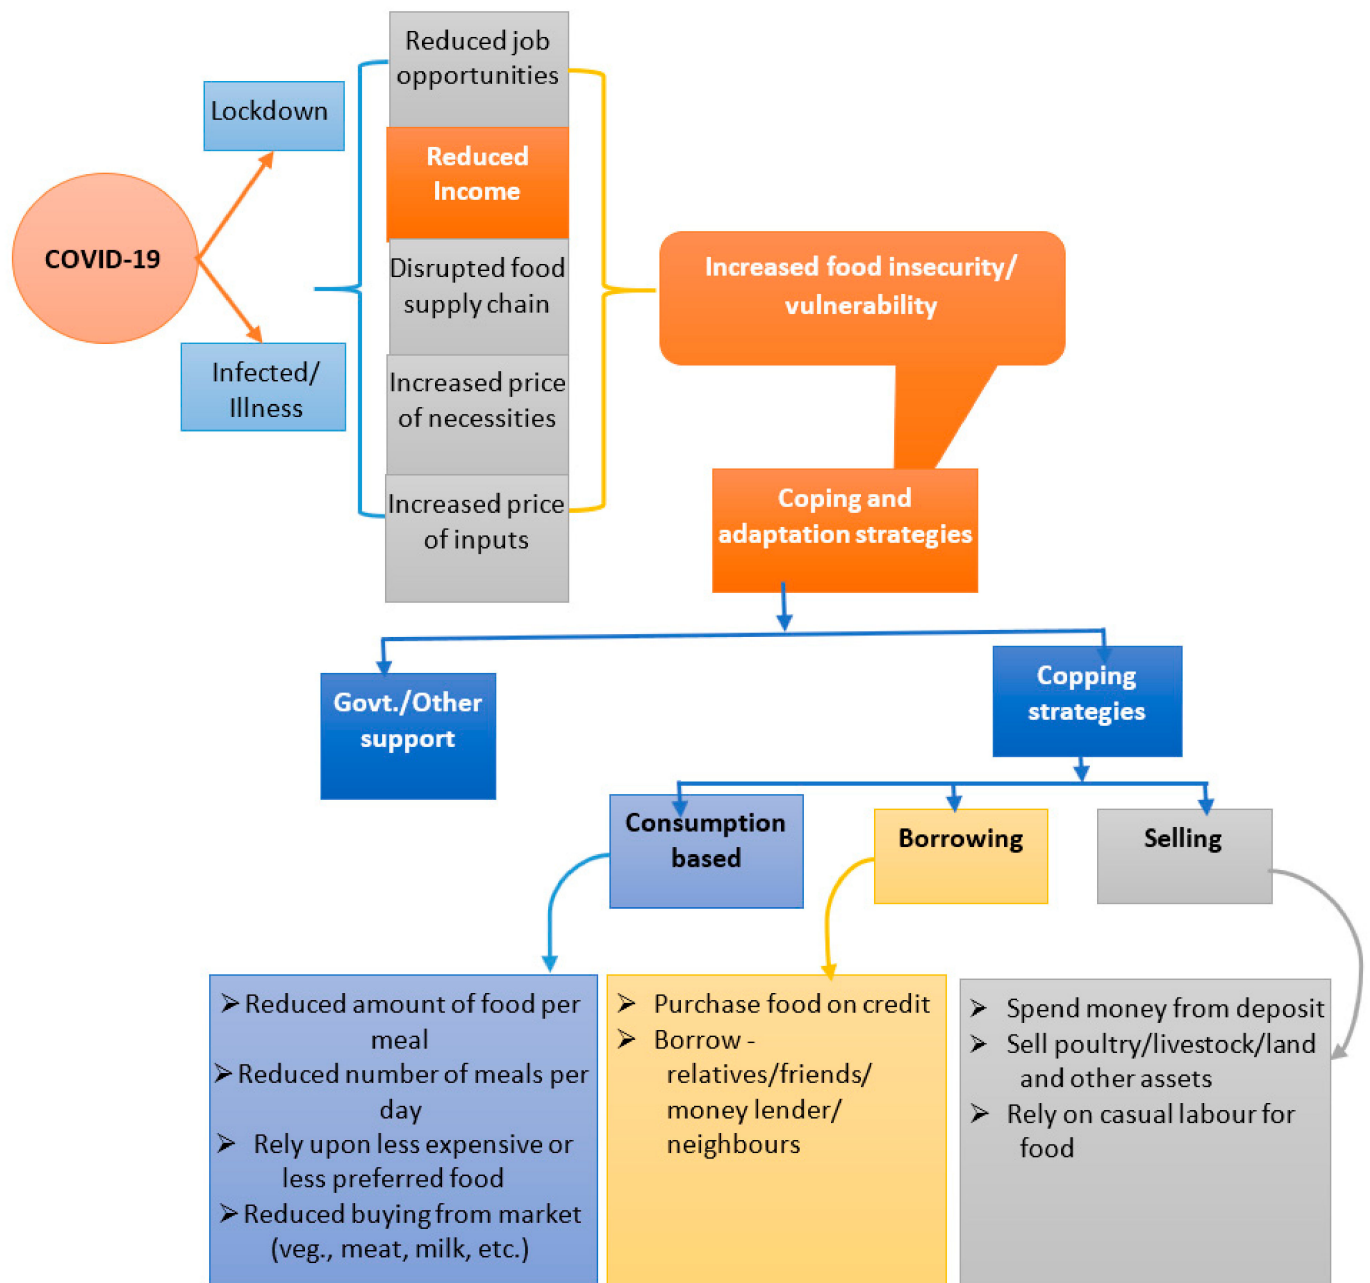 Reduced job
opportunities
Lockdown
Reduced
Income
COVID-19
Disrupted food
supply chain
Increased food insecurity/
vulnerability
Infected/
Illness
Increased price
of necessities
Increased price
of inputs
Coping and
adaptation strategies
Govt./Other
support
Copping
strategies
Consumption
based
Borrowing
Selling
➢ Reduced amount of food per
meal
➢ Reduced number of meals per
day
➢ Rely upon less expensive or
less preferred food
➢ Reduced buying from market
(veg., meat, milk, etc.)
➢ Purchase food on credit
➢ Borrow -
relatives/friends/
money lender/
neighbours
➢ Spend money from deposit
➢ Sell poultry/livestock/land
and other assets
➢ Rely on casual labour for
food